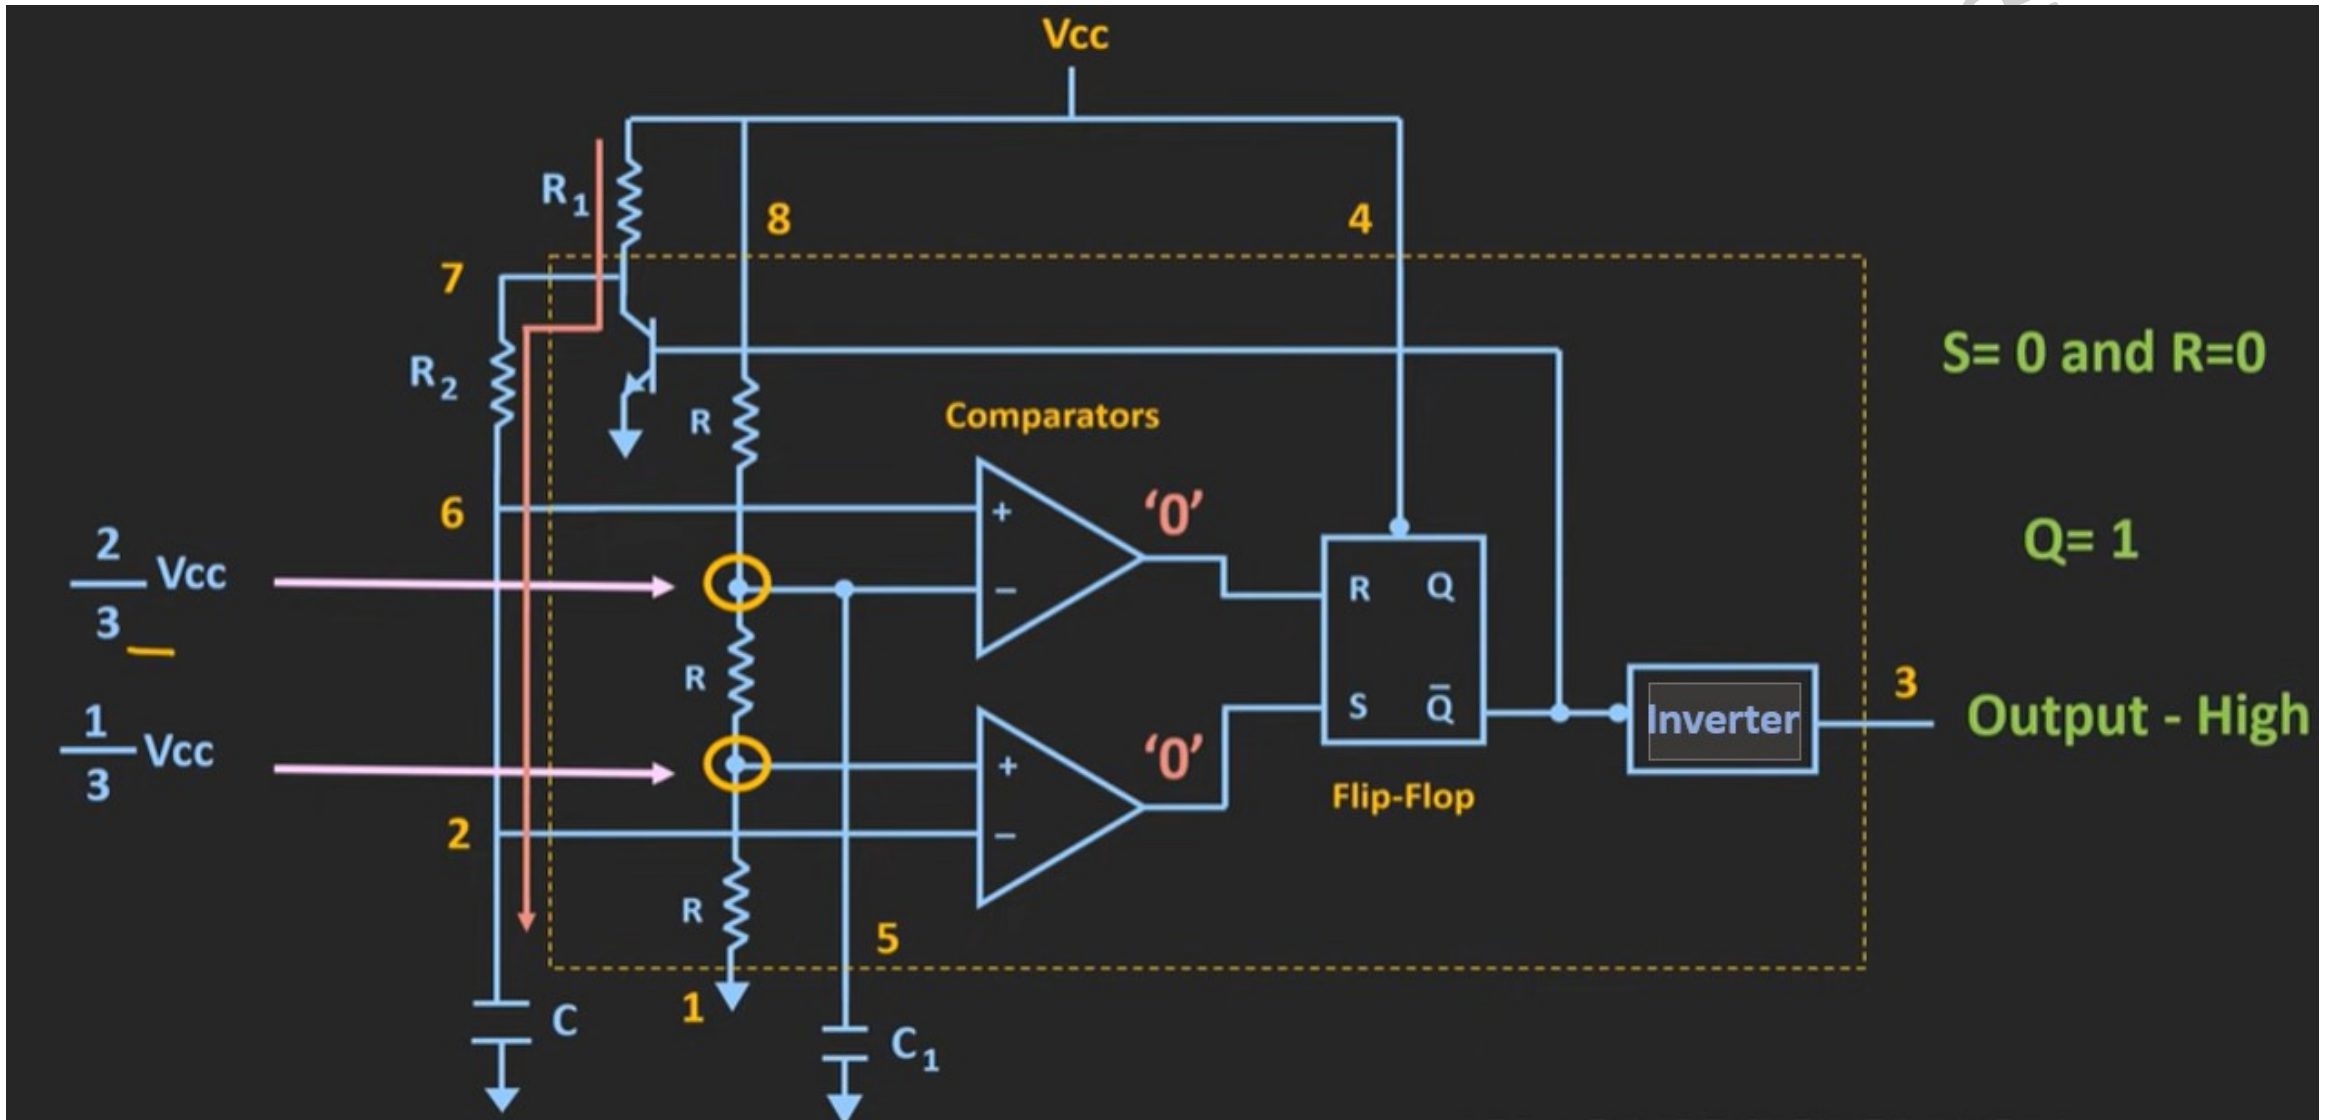 Vcc
R1
8
4
7
R2
R
Comparators
S= 0 and R=0
6
+
‘0’
2/3 Vcc
–
R Q
Q= 1
R
S Q̄
3
Inverter
Output - High
1/3 Vcc
+
‘0’
Flip-Flop
2
–
R
5
1
C
C1